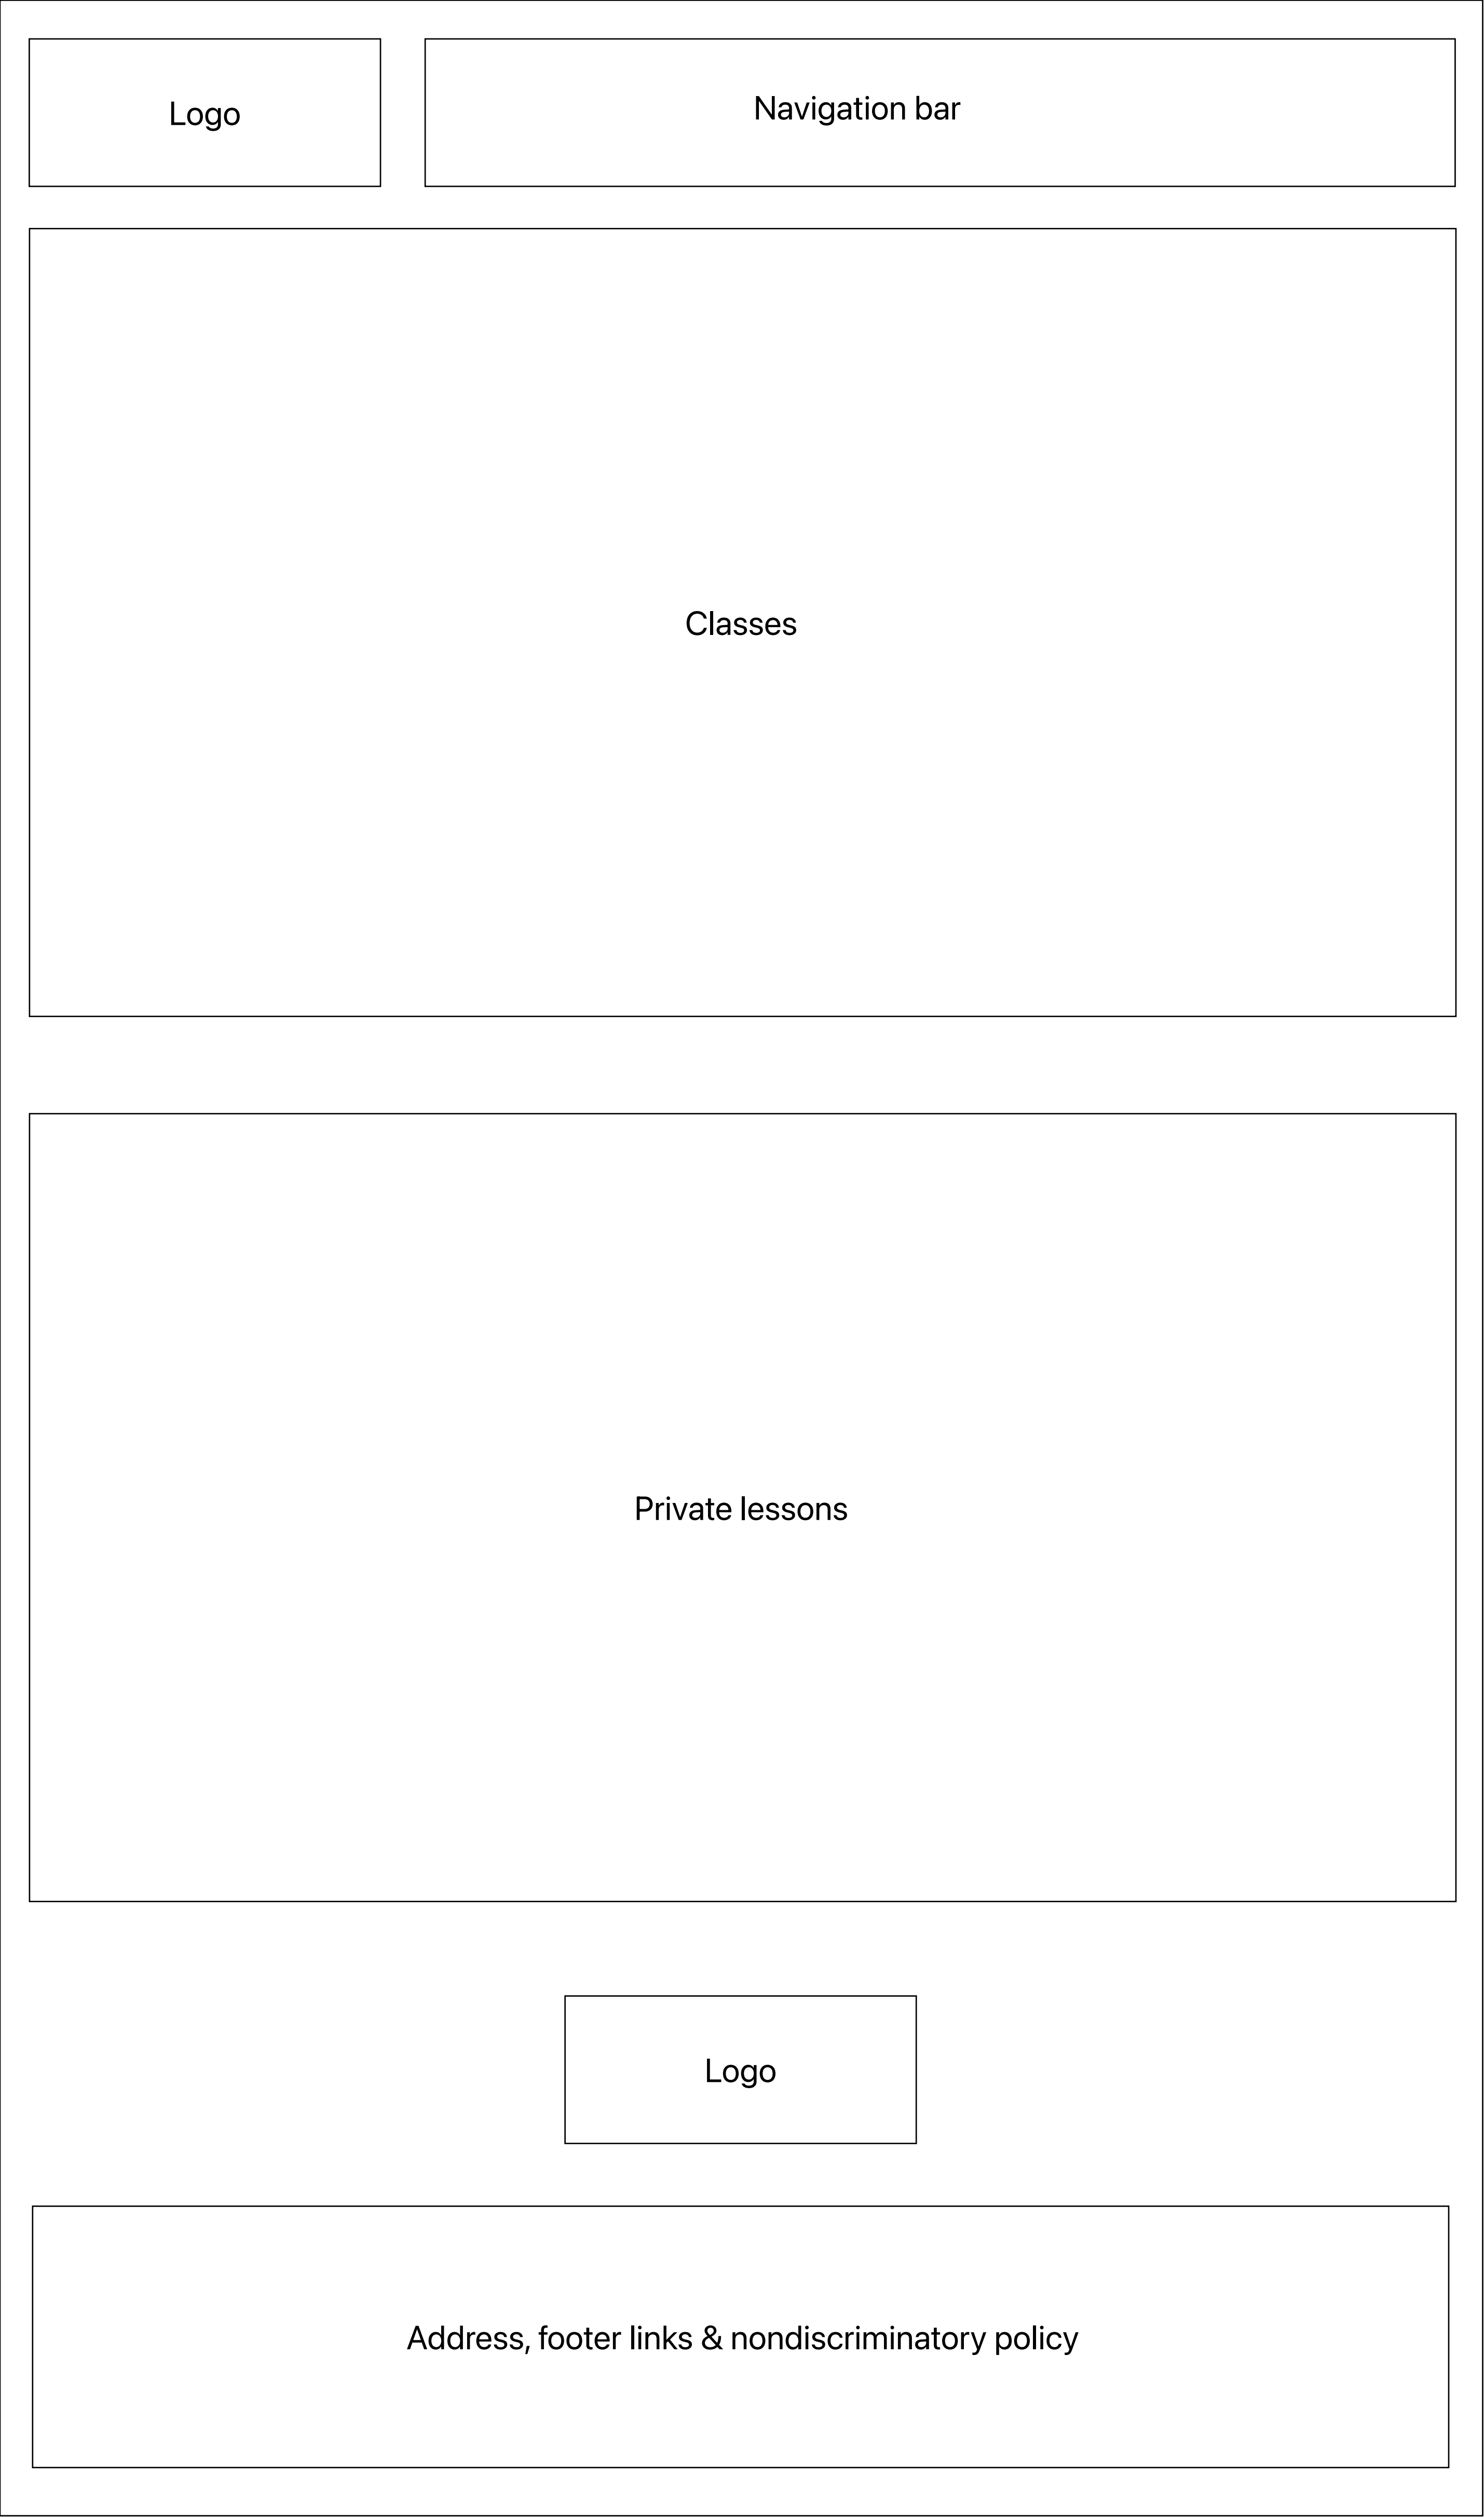 Logo
Navigation bar
Classes
Private lessons
Logo
Address, footer links & nondiscriminatory policy